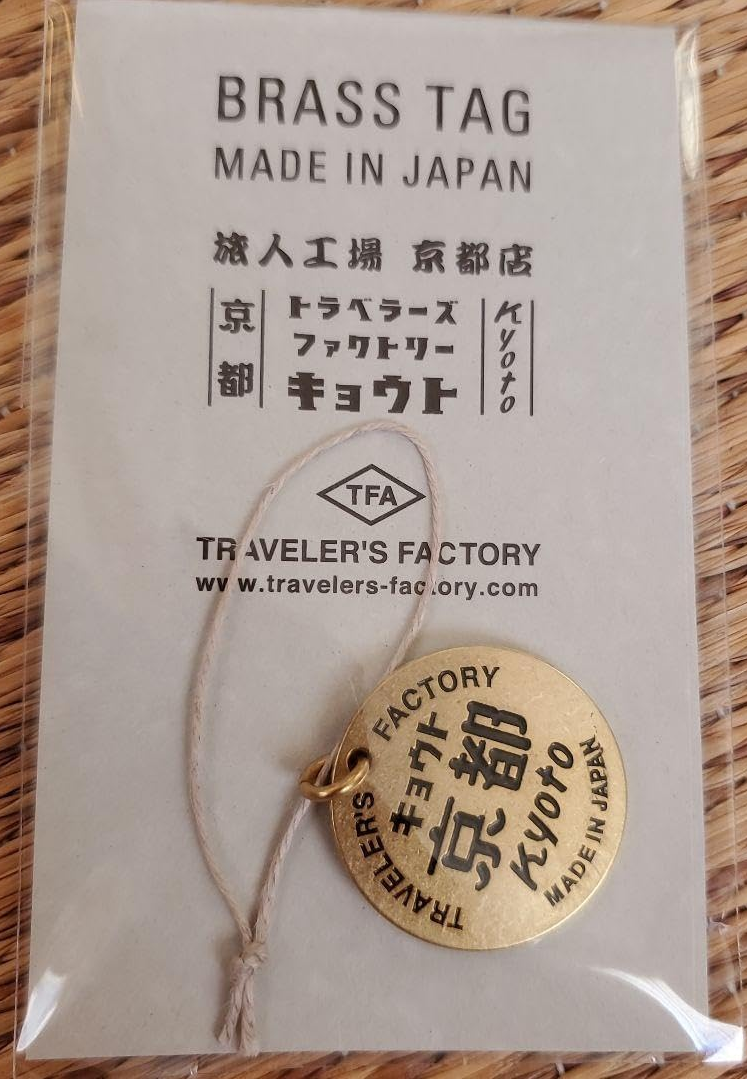 BRASS TAG
MADE IN JAPAN
旅人工場 京都店
京都
トラベラーズ
ファクトリー
キョウト
Kyoto
TFA
TRAVELER'S FACTORY
www.travelers-factory.com
TRAVELER'S FACTORY
キョウト
京都
Kyoto
MADE IN JAPAN